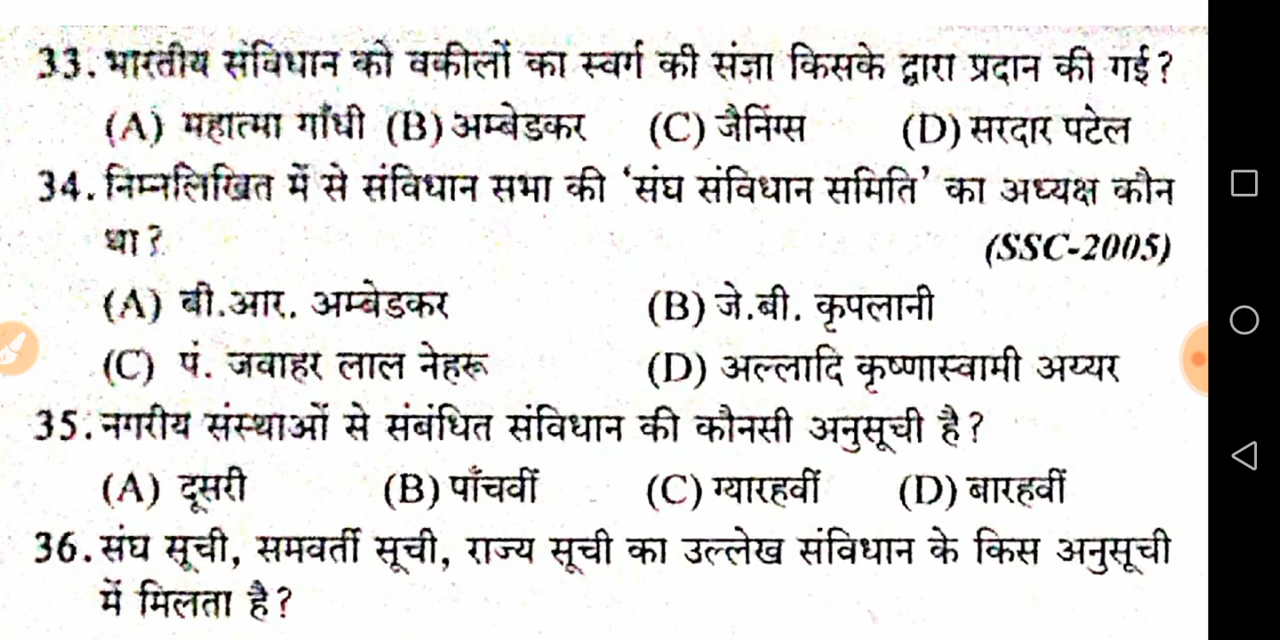 33. भारतीय संविधान को वकीलों का स्वर्ग की संज्ञा किसके द्वारा प्रदान की गई?
(A) महात्मा गाँधी (B) अम्बेडकर (C) जैनिंग्स (D) सरदार पटेल
34. निम्नलिखित में से संविधान सभा की 'संघ संविधान समिति' का अध्यक्ष कौन
था? (SSC-2005)
(A) बी.आर. अम्बेडकर (B) जे.बी. कृपलानी
(C) पं. जवाहर लाल नेहरू (D) अल्लादि कृष्णास्वामी अय्यर
35. नगरीय संस्थाओं से संबंधित संविधान की कौनसी अनुसूची है?
(A) दूसरी (B) पाँचवीं (C) ग्यारहवीं (D) बारहवीं
36. संघ सूची, समवर्ती सूची, राज्य सूची का उल्लेख संविधान के किस अनुसूची
में मिलता है?